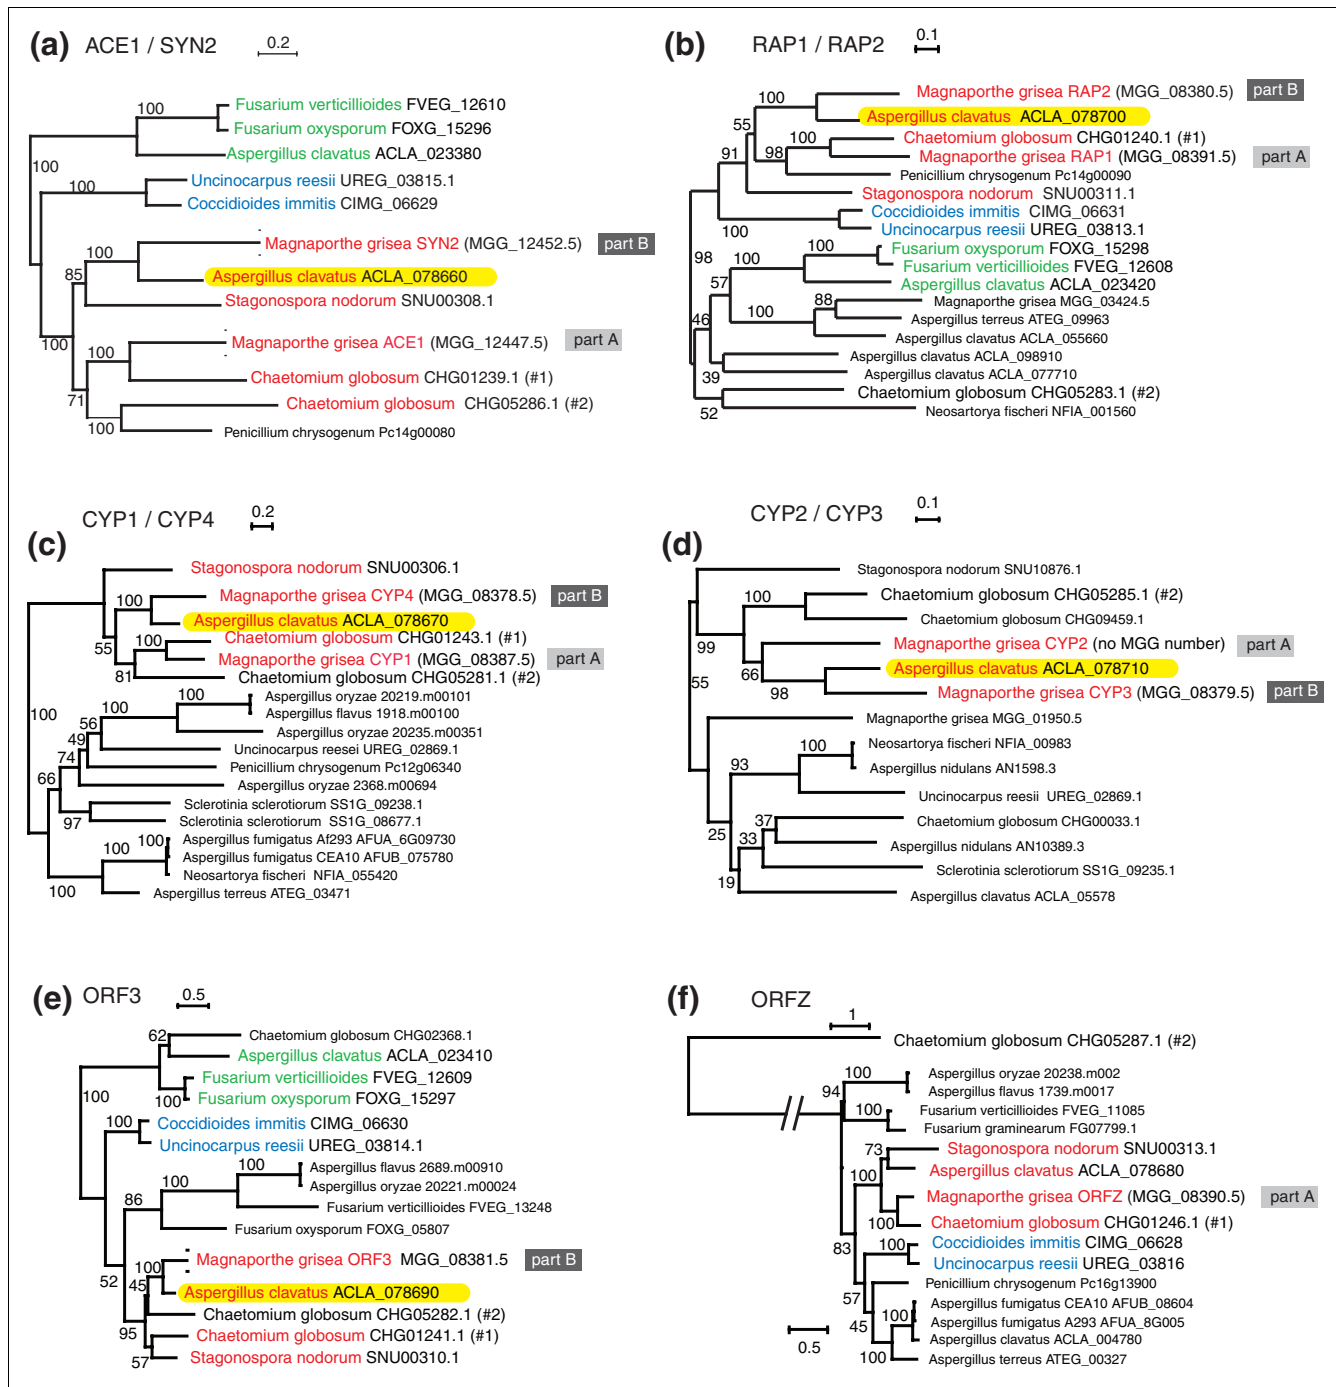 (a) ACE1 / SYN2 0.2
100
Fusarium verticillioides FVEG_12610
Fusarium oxysporum FOXG_15296
Aspergillus clavatus ACLA_023380
100
100
Uncinocarpus reesii UREG_03815.1
Coccidioides immitis CIMG_06629
Magnaporthe grisea SYN2 (MGG_12452.5) part B
100
85
Aspergillus clavatus ACLA_078660
Stagonospora nodorum SNU00308.1
100
Magnaporthe grisea ACE1 (MGG_12447.5) part A
100
Chaetomium globosum CHG01239.1 (#1)
71
Chaetomium globosum CHG05286.1 (#2)
100
Penicillium chrysogenum Pc14g00080
(b) RAP1 / RAP2 0.1
100
Magnaporthe grisea RAP2 (MGG_08380.5) part B
Aspergillus clavatus ACLA_078700
55
100
Chaetomium globosum CHG01240.1 (#1)
91
98
Magnaporthe grisea RAP1 (MGG_08391.5) part A
Penicillium chrysogenum Pc14g00090
Stagonospora nodorum SNU00311.1
Coccidioides immitis CIMG_06631
100
Uncinocarpus reesii UREG_03813.1
98
100
Fusarium oxysporum FOXG_15298
Fusarium verticillioides FVEG_12608
57
Aspergillus clavatus ACLA_023420
88
Magnaporthe grisea MGG_03424.5
46
100
Aspergillus terreus ATEG_09963
Aspergillus clavatus ACLA_055660
Aspergillus clavatus ACLA_098910
39
Aspergillus clavatus ACLA_077710
Chaetomium globosum CHG05283.1 (#2)
52
Neosartorya fischeri NFIA_001560
(c) CYP1 / CYP4 0.2
Stagonospora nodorum SNU00306.1
Magnaporthe grisea CYP4 (MGG_08378.5) part B
100
Aspergillus clavatus ACLA_078670
55
100
Chaetomium globosum CHG01243.1 (#1)
Magnaporthe grisea CYP1 (MGG_08387.5) part A
81
Chaetomium globosum CHG05281.1 (#2)
100
Aspergillus oryzae 20219.m00101
100
100
Aspergillus flavus 1918.m00100
56
Aspergillus oryzae 20235.m00351
49
Uncinocarpus reesei UREG_02869.1
74
Penicillium chrysogenum Pc12g06340
66
Aspergillus oryzae 2368.m00694
Sclerotinia sclerotiorum SS1G_09238.1
97
Sclerotinia sclerotiorum SS1G_08677.1
100
Aspergillus fumigatus Af293 AFUA_6G09730
100
Aspergillus fumigatus CEA10 AFUB_075780
Neosartorya fischeri NFIA_055420
100
Aspergillus terreus ATEG_03471
(d) CYP2 / CYP3 0.1
Stagonospora nodorum SNU10876.1
100
Chaetomium globosum CHG05285.1 (#2)
Chaetomium globosum CHG09459.1
99
Magnaporthe grisea CYP2 (no MGG number) part A
55
66
Aspergillus clavatus ACLA_078710
98
Magnaporthe grisea CYP3 (MGG_08379.5) part B
Magnaporthe grisea MGG_01950.5
100
Neosartorya fischeri NFIA_00983
93
Aspergillus nidulans AN1598.3
Uncinocarpus reesii UREG_02869.1
37
Chaetomium globosum CHG00033.1
25
33
Aspergillus nidulans AN10389.3
Sclerotinia sclerotiorum SS1G_09235.1
19
Aspergillus clavatus ACLA_05578
(e) ORF3 0.5
62
Chaetomium globosum CHG02368.1
Aspergillus clavatus ACLA_023410
Fusarium verticillioides FVEG_12609
100
100
Fusarium oxysporum FOXG_15297
100
Coccidioides immitis CIMG_06630
Uncinocarpus reesii UREG_03814.1
100
Aspergillus flavus 2689.m00910
100
Aspergillus oryzae 20221.m00024
86
Fusarium verticillioides FVEG_13248
Fusarium oxysporum FOXG_05807
Magnaporthe grisea ORF3 MGG_08381.5 part B
100
52
45
Aspergillus clavatus ACLA_078690
Chaetomium globosum CHG05282.1 (#2)
95
Chaetomium globosum CHG01241.1 (#1)
57
Stagonospora nodorum SNU00310.1
(f) ORFZ 1
Chaetomium globosum CHG05287.1 (#2)
100
Aspergillus oryzae 20238.m002
94
Aspergillus flavus 1739.m0017
100
Fusarium verticillioides FVEG_11085
Fusarium graminearum FG07799.1
73
Stagonospora nodorum SNU00313.1
100
Aspergillus clavatus ACLA_078680
Magnaporthe grisea ORFZ (MGG_08390.5) part A
100
Chaetomium globosum CHG01246.1 (#1)
83
100
Coccidioides immitis CIMG_06628
Uncinocarpus reesii UREG_03816
57
Penicillium chrysogenum Pc16g13900
Aspergillus fumigatus CEA10 AFUB_08604
45
100
Aspergillus fumigatus A293 AFUA_8G005
0.5
Aspergillus clavatus ACLA_004780
100
Aspergillus terreus ATEG_00327